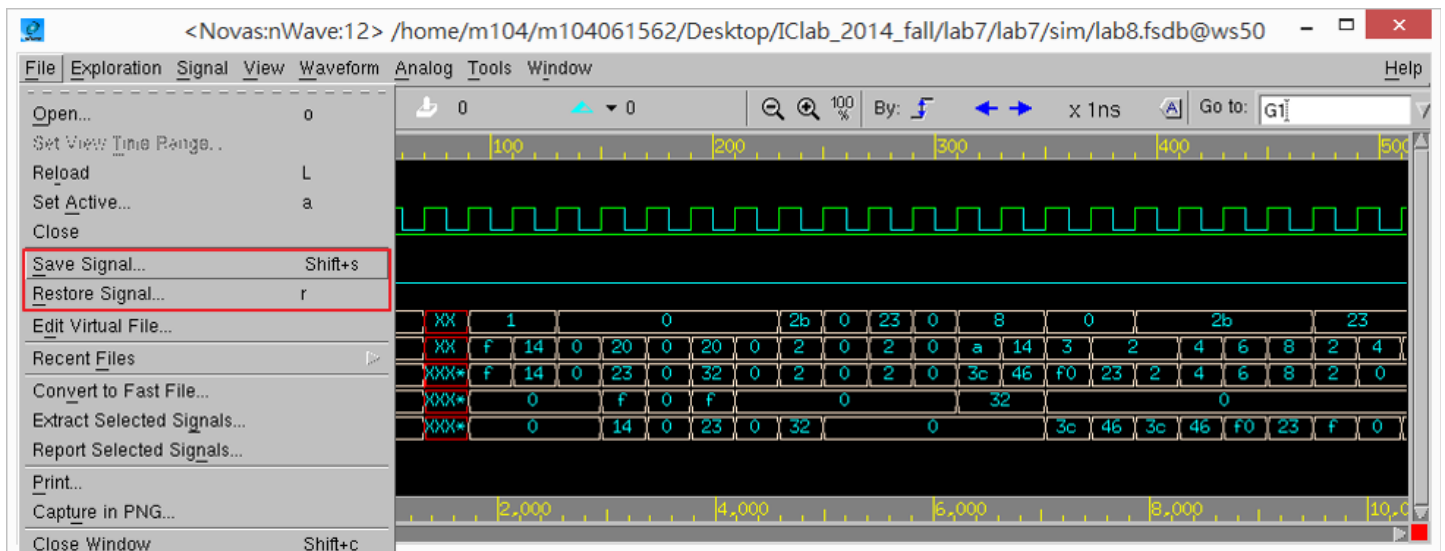 <Novas:nWave:12> /home/m104/m104061562/Desktop/IClab_2014_fall/lab7/lab7/sim/lab8.fsdb@ws50
File Exploration Signal View Waveform Analog Tools Window Help
0 0 100% By: x 1ns A Go to: G1
Open... o
Set View Time Range...
Reload L
Set Active... a
Close
Save Signal... Shift+s
Restore Signal... r
Edit Virtual File...
Recent Files
Convert to Fast File...
Extract Selected Signals...
Report Selected Signals...
Print...
Capture in PNG...
Close Window Shift+c
100 200 300 400 500
XX 1 0 2b 0 23 0 8 0 2b 23
XX f 14 0 20 0 20 0 2 0 2 0 a 14 3 2 4 6 8 2 4
XXX* f 14 0 23 0 32 0 2 0 2 0 3c 46 f0 23 2 4 6 8 2 0
XXX* 0 f 0 f 0 32 0
XXX* 0 14 0 23 0 32 0 3c 46 3c 46 f0 23 f 0
2,000 4,000 6,000 8,000 10,0